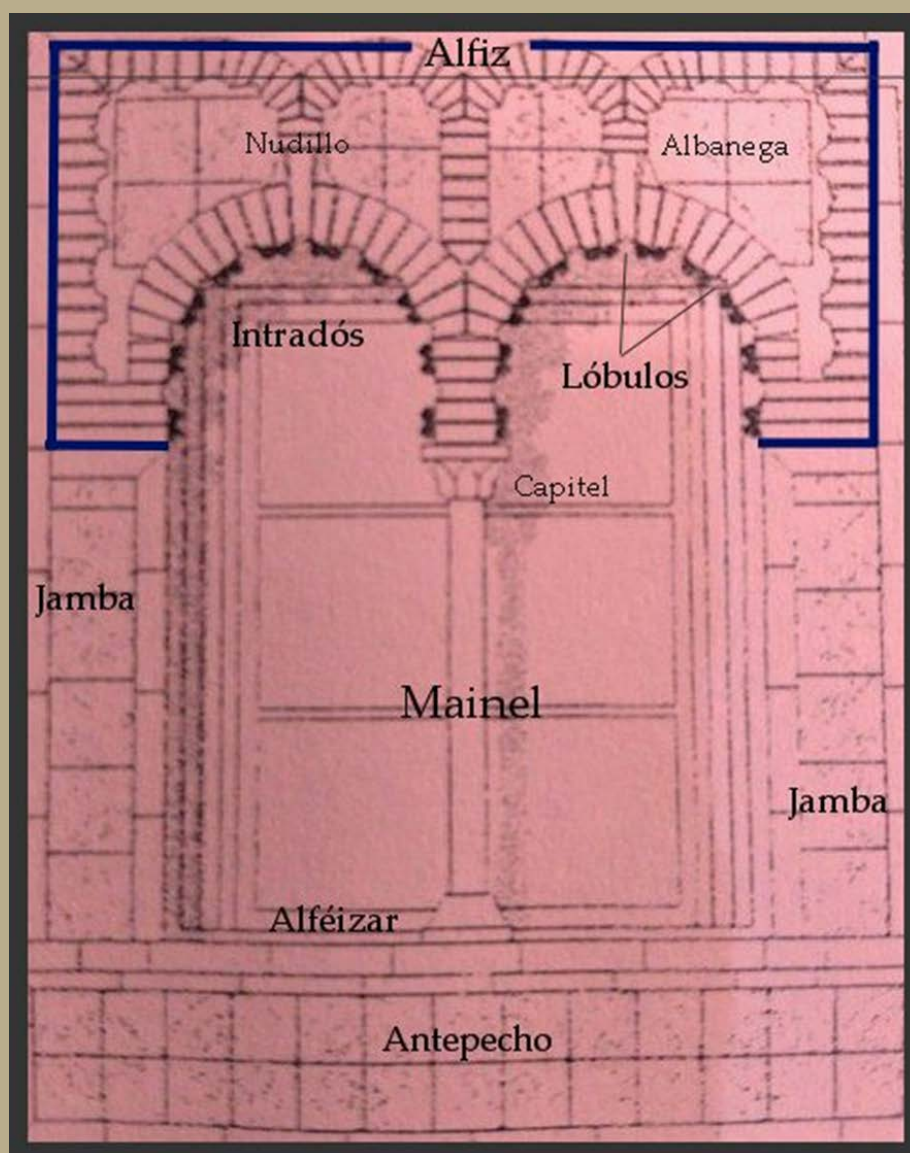 Alfiz
Nudillo
Albanega
Intradós
Lóbulos
Capitel
Jamba
Mainel
Jamba
Alféizar
Antepecho